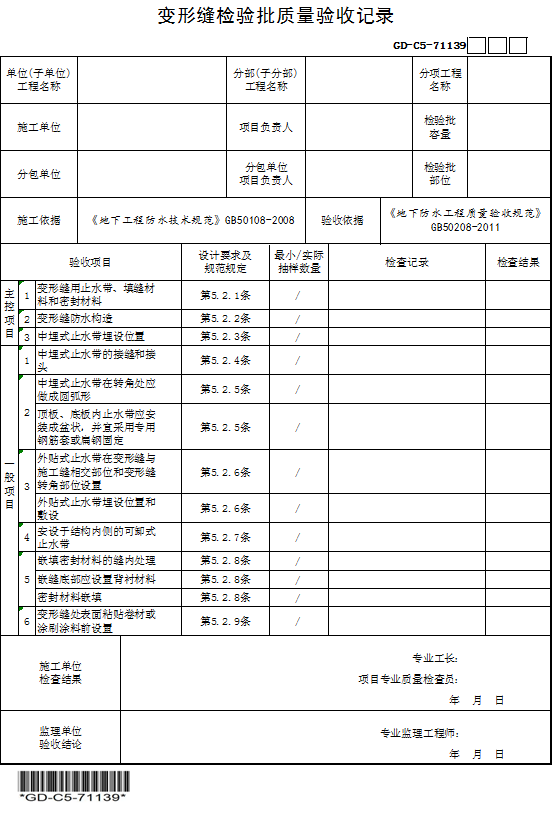 变形缝检验批质量验收记录
GD-C5-71139
单位(子单位)
工程名称
分部(子分部)
工程名称
分项工程
名称
施工单位
项目负责人
检验批
容量
分包单位
分包单位
项目负责人
检验批
部位
施工依据
《地下工程防水技术规范》GB50108-2008
验收依据
《地下防水工程质量验收规范》
GB50208-2011
验收项目
设计要求及
规范规定
最小/实际
抽样数量
检查记录
检查结果
主控项目
1
变形缝用止水带、填缝材
料和密封材料
第5.2.1条
/
2
变形缝防水构造
第5.2.2条
/
3
中埋式止水带埋设位置
第5.2.3条
/
一般项目
1
中埋式止水带的接缝和接
头
第5.2.4条
/
2
中埋式止水带在转角处应
做成圆弧形
第5.2.5条
/
顶板、底板内止水带应安
装成盆状，并宜采用专用
钢筋套或扁钢固定
第5.2.5条
/
3
外贴式止水带在变形缝与
施工缝相交部位和变形缝
转角部位设置
第5.2.6条
/
外贴式止水带埋设位置和
敷设
第5.2.6条
/
4
安设于结构内侧的可卸式
止水带
第5.2.7条
/
5
嵌填密封材料的缝内处理
第5.2.8条
/
嵌缝底部应设置背衬材料
第5.2.8条
/
密封材料嵌填
第5.2.8条
/
6
变形缝处表面粘贴卷材或
涂刷涂料前设置
第5.2.9条
/
施工单位
检查结果
专业工长：
项目专业质量检查员：
年 月 日
监理单位
验收结论
专业监理工程师：
年 月 日
*GD-C5-71139*